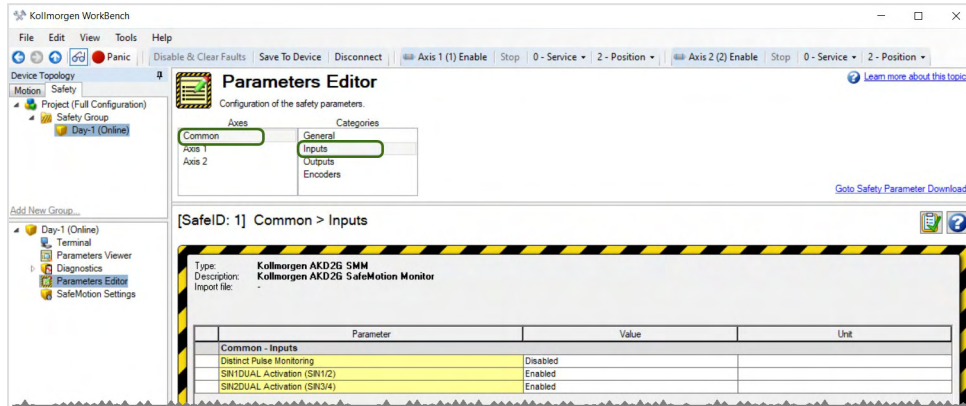 Kollmorgen WorkBench
File Edit View Tools Help
Panic Disable & Clear Faults Save To Device Disconnect Axis 1 (1) Enable Stop 0 - Service 2 - Position Axis 2 (2) Enable Stop 0 - Service 2 - Position
Device Topology
Motion Safety
Project (Full Configuration)
Safety Group
Day-1 (Online)
Add New Group...
Day-1 (Online)
Terminal
Parameters Viewer
Diagnostics
Parameters Editor
SafeMotion Settings
Parameters Editor
Learn more about this topic
Configuration of the safety parameters.
Axes Categories
Common General
Axis 1 Inputs
Axis 2 Outputs
Encoders
Goto Safety Parameter Download
[SafeID: 1] Common > Inputs
Type: Kollmorgen AKD2G SMM
Description: Kollmorgen AKD2G SafeMotion Monitor
Import file: -
Parameter Value Unit
Common - Inputs
Distinct Pulse Monitoring Disabled
SIN1DUAL Activation (SIN1/2) Enabled
SIN2DUAL Activation (SIN3/4) Enabled